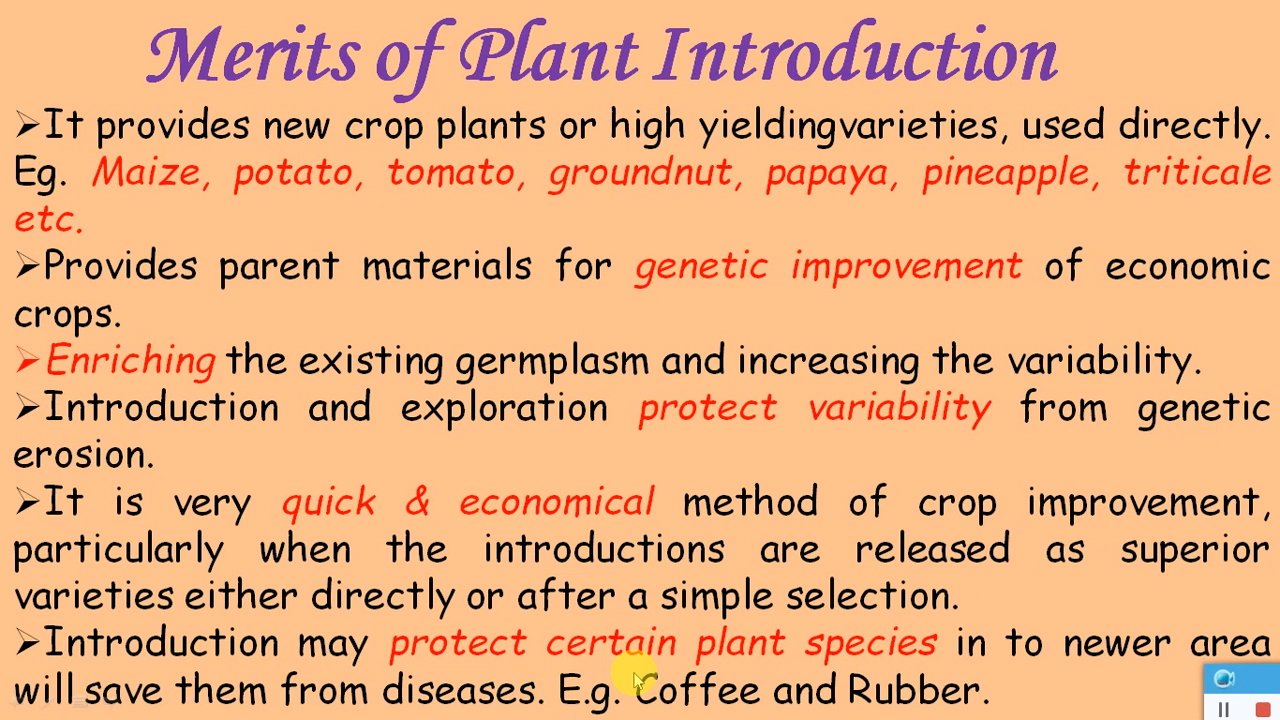 Merits of Plant Introduction
➢It provides new crop plants or high yieldingvarieties, used directly.
Eg. Maize, potato, tomato, groundnut, papaya, pineapple, triticale
etc.
➢Provides parent materials for genetic improvement of economic
crops.
➢Enriching the existing germplasm and increasing the variability.
➢Introduction and exploration protect variability from genetic
erosion.
➢It is very quick & economical method of crop improvement,
particularly when the introductions are released as superior
varieties either directly or after a simple selection.
➢Introduction may protect certain plant species in to newer area
will save them from diseases. E.g. Coffee and Rubber.